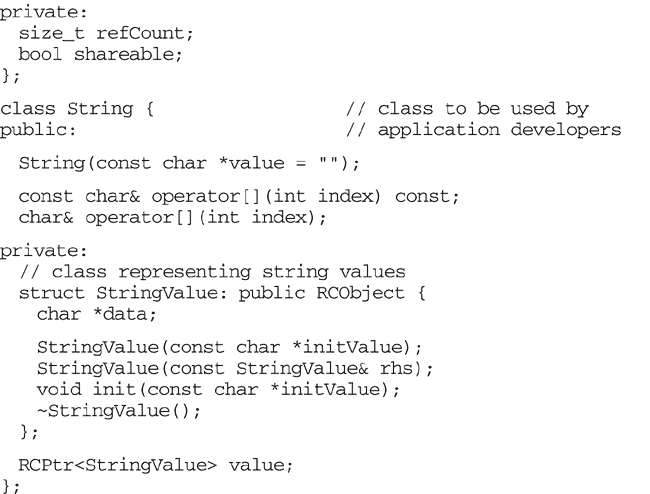 private:
  size_t refCount;
  bool shareable;
};
class String {                 // class to be used by
public:                        // application developers
  String(const char *value = "");
  const char& operator[](int index) const;
  char& operator[](int index);
private:
  // class representing string values
  struct StringValue: public RCObject {
    char *data;
    StringValue(const char *initValue);
    StringValue(const StringValue& rhs);
    void init(const char *initValue);
    ~StringValue();
  };
  RCPtr<StringValue> value;
};